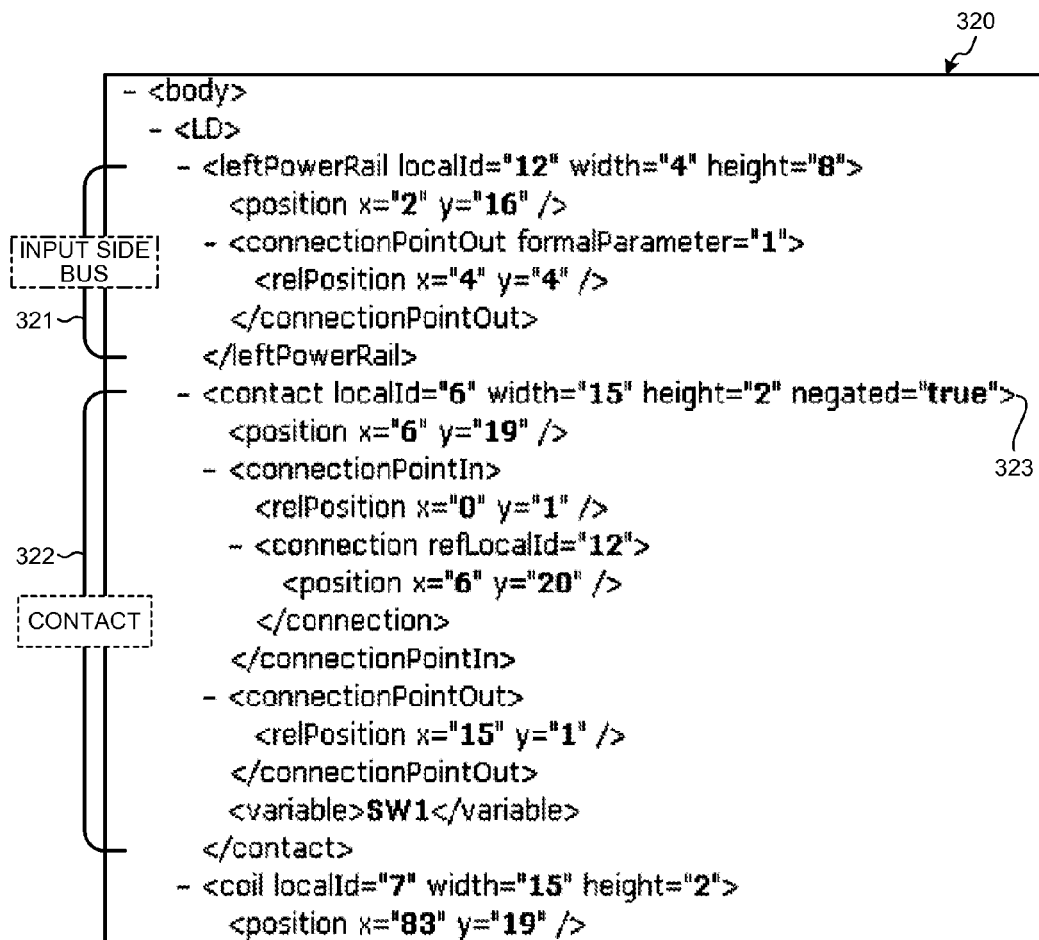 320
- <body>
- <LD>
- <leftPowerRail localId="12" width="4" height="8">
<position x="2" y="16" />
- <connectionPointOut formalParameter="1">
<relPosition x="4" y="4" />
</connectionPointOut>
</leftPowerRail>
INPUT SIDE
BUS
321
- <contact localId="6" width="15" height="2" negated="true">
323
<position x="6" y="19" />
- <connectionPointIn>
<relPosition x="0" y="1" />
- <connection refLocalId="12">
<position x="6" y="20" />
</connection>
</connectionPointIn>
- <connectionPointOut>
<relPosition x="15" y="1" />
</connectionPointOut>
<variable>SW1</variable>
</contact>
322
CONTACT
- <coil localId="7" width="15" height="2">
<position x="83" y="19" />